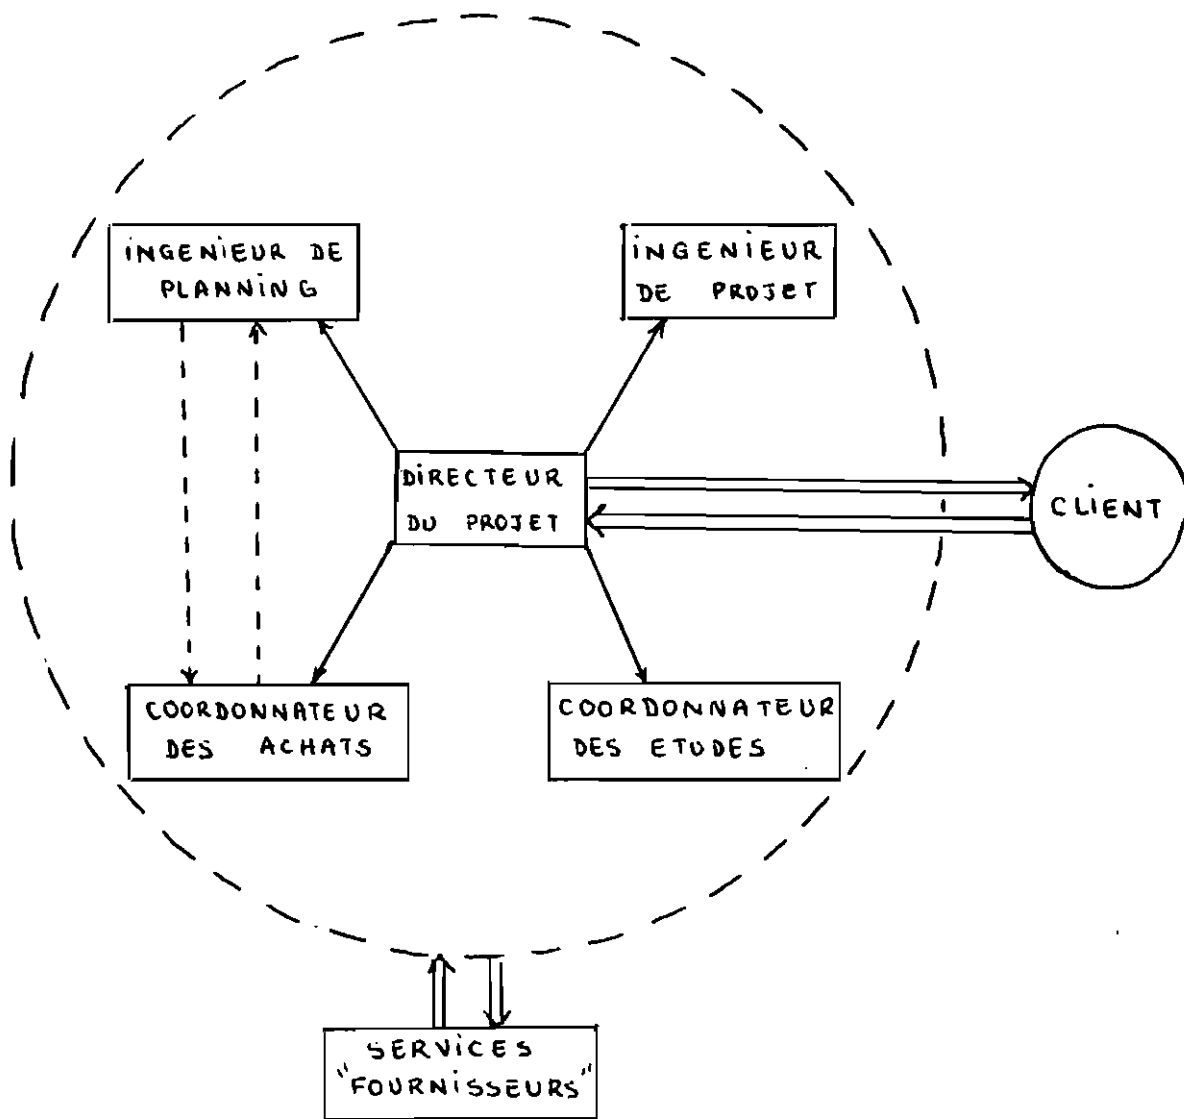 iNGENiEUR DE
PLANNiNG
iNGENiEUR
DE PROJET
DiRECTEUR
DU PROJET
CLiENT
COORDONNATEUR
DES ACHATS
COORDONNATEUR
DES ETUDES
SERViCES
"FOURNiSSEURS"